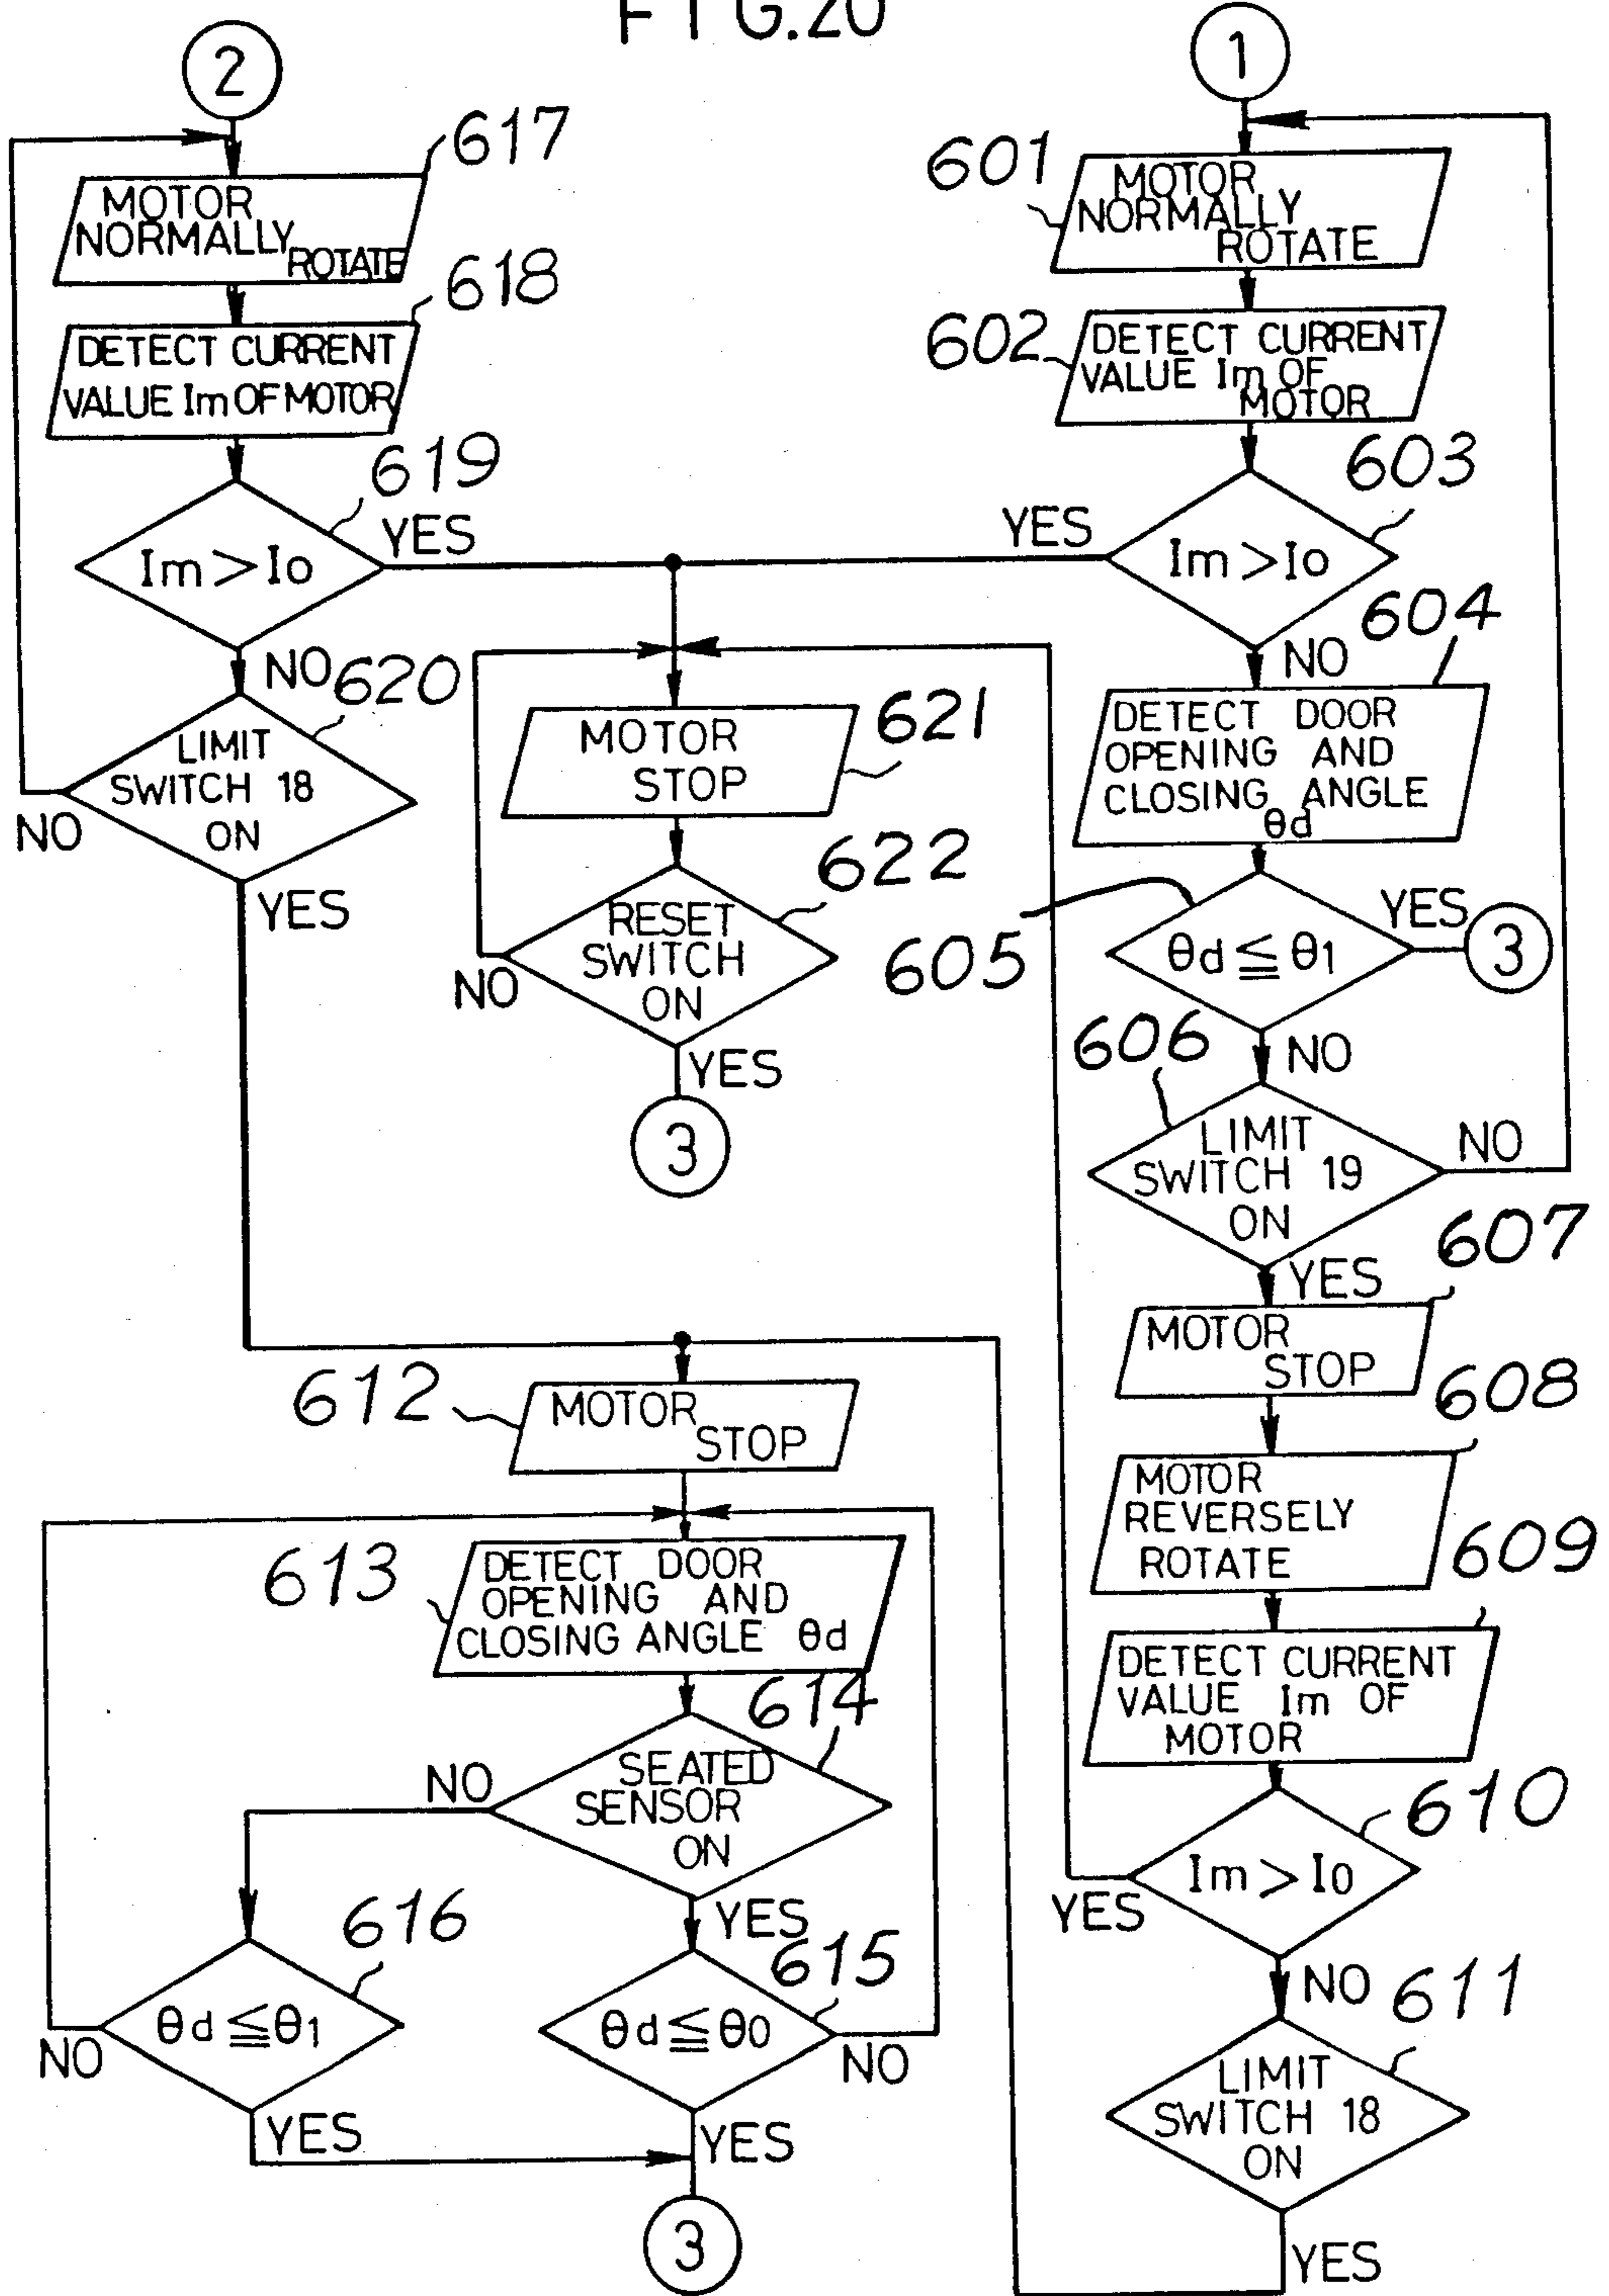 FIG.20
2
617
MOTOR
NORMALLY
ROTATE
618
DETECT CURRENT
VALUE Im OF MOTOR
619
Im > Io
YES
NO
620
LIMIT
SWITCH 18
ON
NO
YES
1
601
MOTOR
NORMALLY
ROTATE
602
DETECT CURRENT
VALUE Im OF
MOTOR
603
YES
Im > Io
NO
604
DETECT DOOR
OPENING AND
CLOSING ANGLE
θd
605
θd ≦ θ1
YES
3
NO
606
LIMIT
SWITCH 19
ON
NO
YES
607
MOTOR
STOP
608
MOTOR
REVERSELY
ROTATE
609
DETECT CURRENT
VALUE Im OF
MOTOR
610
Im > Io
YES
NO
611
LIMIT
SWITCH 18
ON
YES
621
MOTOR
STOP
622
RESET
SWITCH
ON
NO
YES
3
612
MOTOR
STOP
613
DETECT DOOR
OPENING AND
CLOSING ANGLE θd
614
SEATED
SENSOR
ON
NO
YES
616
θd ≦ θ1
NO
YES
615
θd ≦ θ0
NO
YES
3